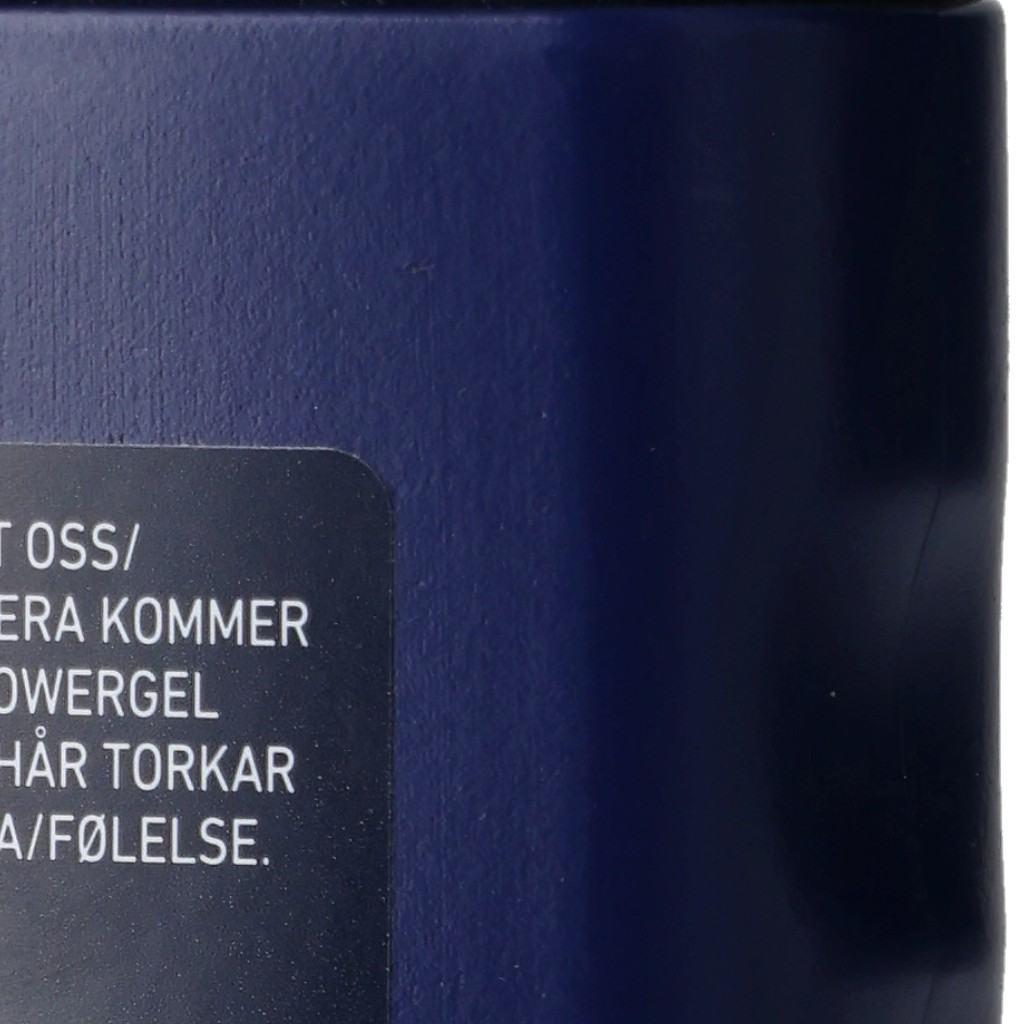 T OSS/
ERA KOMMER
OWERGEL
HÅR TORKAR
A/FØLELSE.